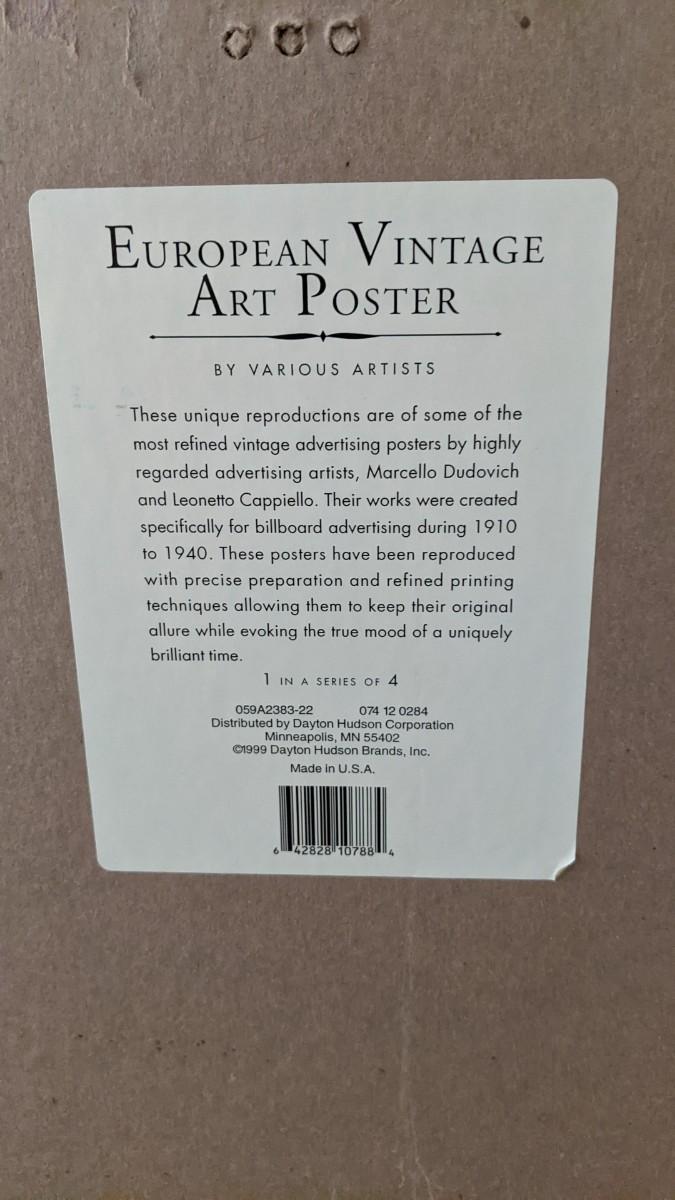 EUROPEAN VINTAGE
ART POSTER
BY VARIOUS ARTISTS
These unique reproductions are of some of the
most refined vintage advertising posters by highly
regarded advertising artists, Marcello Dudovich
and Leonetto Cappiello. Their works were created
specifically for billboard advertising during 1910
to 1940. These posters have been reproduced
with precise preparation and refined printing
techniques allowing them to keep their original
allure while evoking the true mood of a uniquely
brilliant time.
1 IN A SERIES OF 4
059A2383-22 074 12 0284
Distributed by Dayton Hudson Corporation
Minneapolis, MN 55402
©1999 Dayton Hudson Brands, Inc.
Made in U.S.A.
6 42828 10788 4